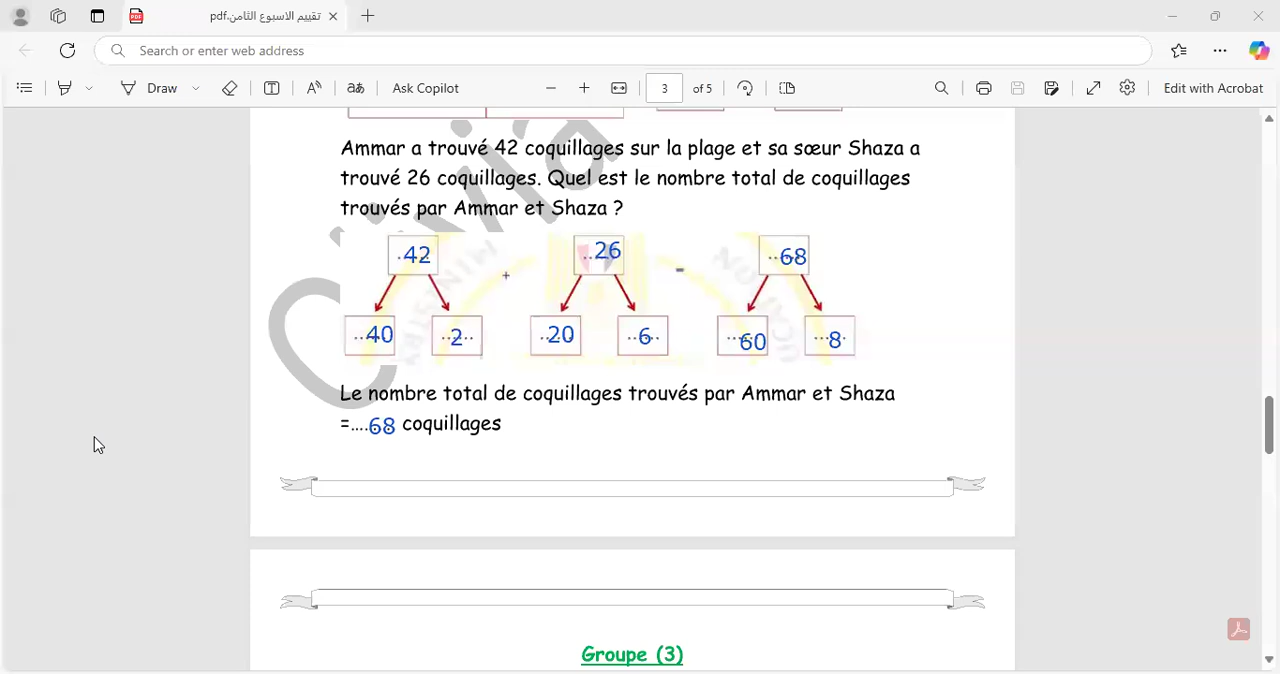 تقييم الاسبوع الثامن.pdf
Search or enter web address
Draw
Ask Copilot
3 of 5
Edit with Acrobat
Ammar a trouvé 42 coquillages sur la plage et sa sœur Shaza a
trouvé 26 coquillages. Quel est le nombre total de coquillages
trouvés par Ammar et Shaza ?
.42 + ..26 = ..68
...40 ..2.. ..20 ..6.. ...60 ...8.
Le nombre total de coquillages trouvés par Ammar et Shaza
=....68 coquillages
Groupe (3)